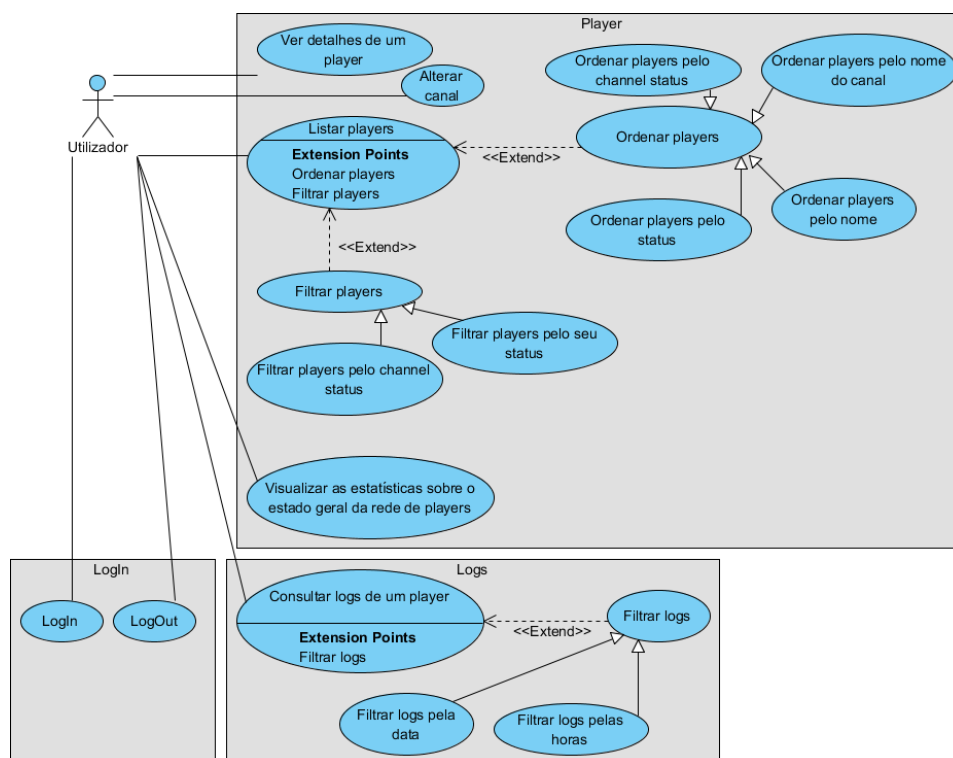 Player
Ver detalhes de um
player
Alterar
canal
Utilizador
Listar players
Extension Points
Ordenar players
Filtrar players
<<Extend>>
Ordenar players pelo
channel status
Ordenar players pelo nome
do canal
Ordenar players
Ordenar players pelo
status
Ordenar players
pelo nome
<<Extend>>
Filtrar players
Filtrar players pelo seu
status
Filtrar players pelo channel
status
Visualizar as estatísticas sobre o
estado geral da rede de players
LogIn
LogIn
LogOut
Logs
Consultar logs de um player
Extension Points
Filtrar logs
<<Extend>>
Filtrar logs
Filtrar logs pela
data
Filtrar logs pelas
horas